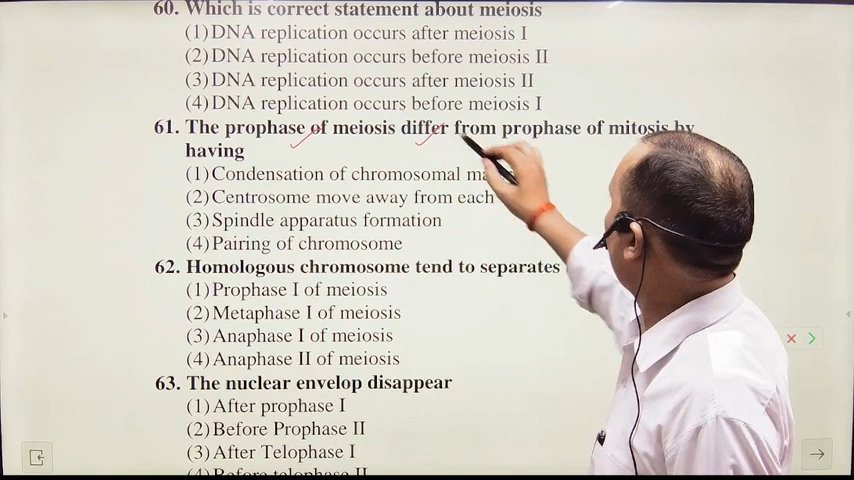 60. Which is correct statement about meiosis
(1) DNA replication occurs after meiosis I
(2) DNA replication occurs before meiosis II
(3) DNA replication occurs after meiosis II
(4) DNA replication occurs before meiosis I
61. The prophase of meiosis differ from prophase of mitosis by
having
(1) Condensation of chromosomal
(2) Centrosome move away from each
(3) Spindle apparatus formation
(4) Pairing of chromosome
62. Homologous chromosome tend to separates
(1) Prophase I of meiosis
(2) Metaphase I of meiosis
(3) Anaphase I of meiosis
(4) Anaphase II of meiosis
63. The nuclear envelop disappear
(1) After prophase I
(2) Before Prophase II
(3) After Telophase I
(4) Before telophase II